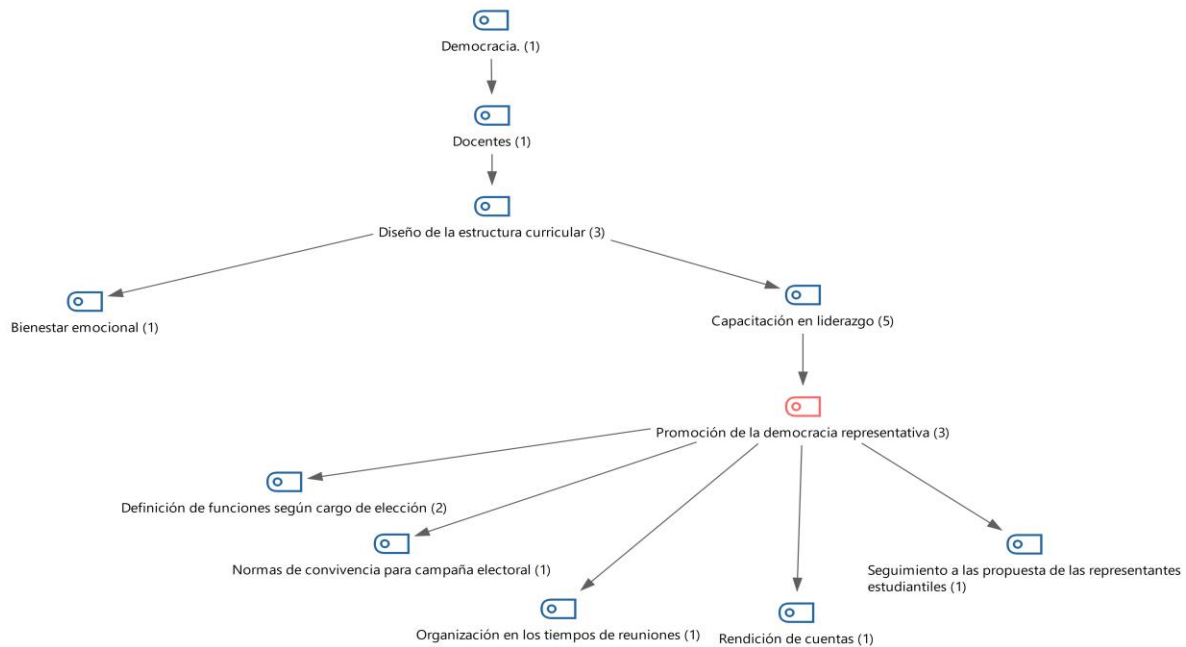 Democracia. (1)
Docentes (1)
Diseño de la estructura curricular (3)
Bienestar emocional (1)
Capacitación en liderazgo (5)
Promoción de la democracia representativa (3)
Definición de funciones según cargo de elección (2)
Normas de convivencia para campaña electoral (1)
Seguimiento a las propuesta de las representantes
estudiantiles (1)
Organización en los tiempos de reuniones (1)
Rendición de cuentas (1)